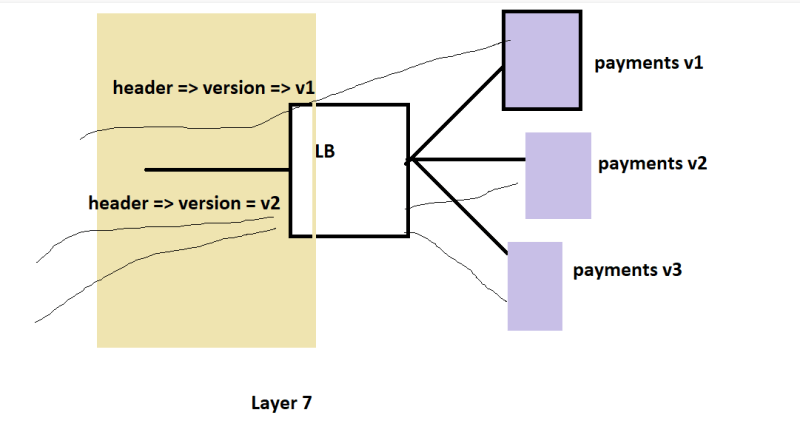 header => version => v1
LB
header => version = v2
payments v1
payments v2
payments v3
Layer 7